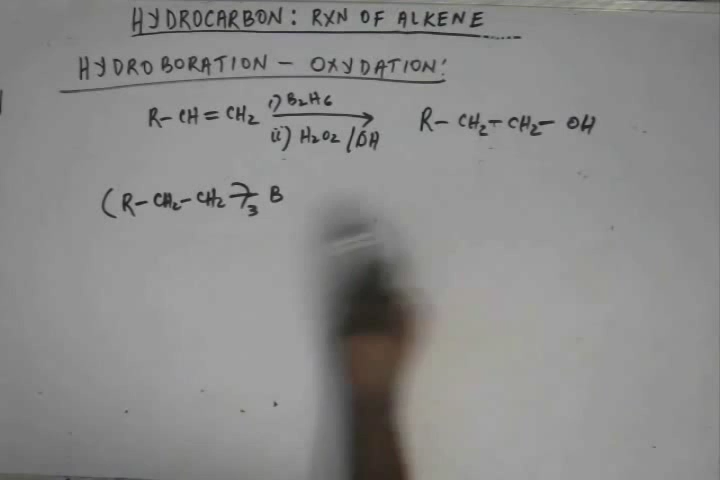 HYDROCARBON: RXN OF ALKENE
HYDROBORATION - OXYDATION:
R-CH=CH2 i) B2H6 R-CH2-CH2-OH
ii) H2O2/OH
(R-CH2-CH2)3 B